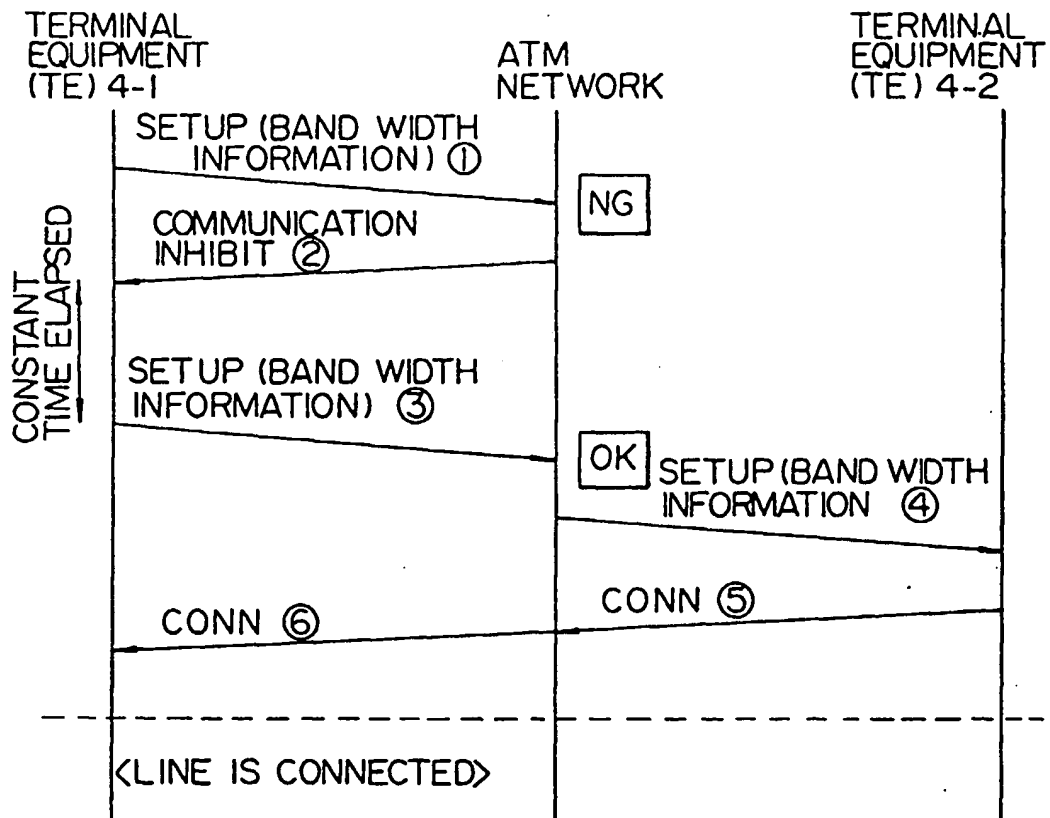 TERMINAL
EQUIPMENT
(TE) 4-1
ATM
NETWORK
TERMINAL
EQUIPMENT
(TE) 4-2
SETUP (BAND WIDTH
INFORMATION) ①
NG
COMMUNICATION
INHIBIT ②
CONSTANT
TIME ELAPSED
SETUP (BAND WIDTH
INFORMATION) ③
OK
SETUP (BAND WIDTH
INFORMATION ④
CONN ⑤
CONN ⑥
<LINE IS CONNECTED>